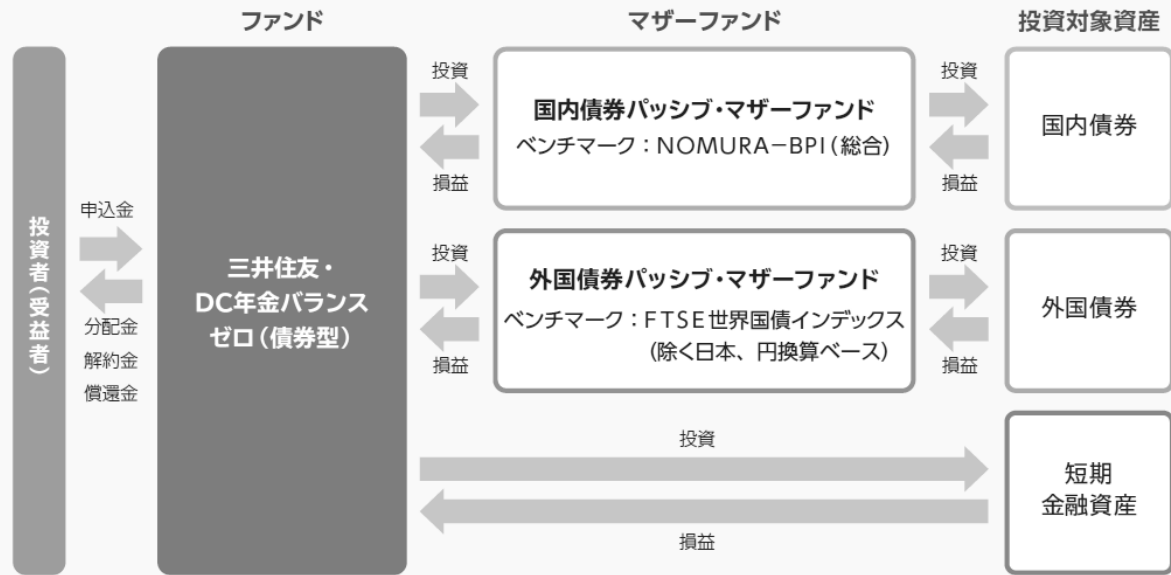 ファンド
マザーファンド
投資対象資産
投資者(受益者)
申込金
分配金
解約金
償還金
三井住友・
DC年金バランス
ゼロ(債券型)
投資
損益
国内債券パッシブ・マザーファンド
ベンチマーク：NOMURA－BPI(総合)
投資
損益
国内債券
投資
損益
外国債券パッシブ・マザーファンド
ベンチマーク：FTSE世界国債インデックス
(除く日本、円換算ベース)
投資
損益
外国債券
投資
損益
短期
金融資産